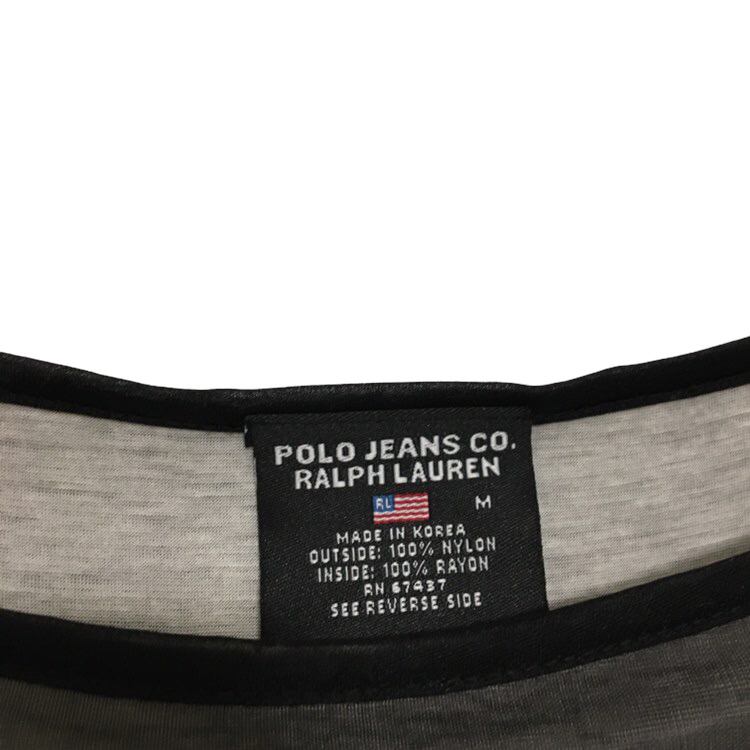 POLO JEANS CO.
RALPH LAUREN
RL M
MADE IN KOREA
OUTSIDE: 100% NYLON
INSIDE: 100% RAYON
RN 67437
SEE REVERSE SIDE